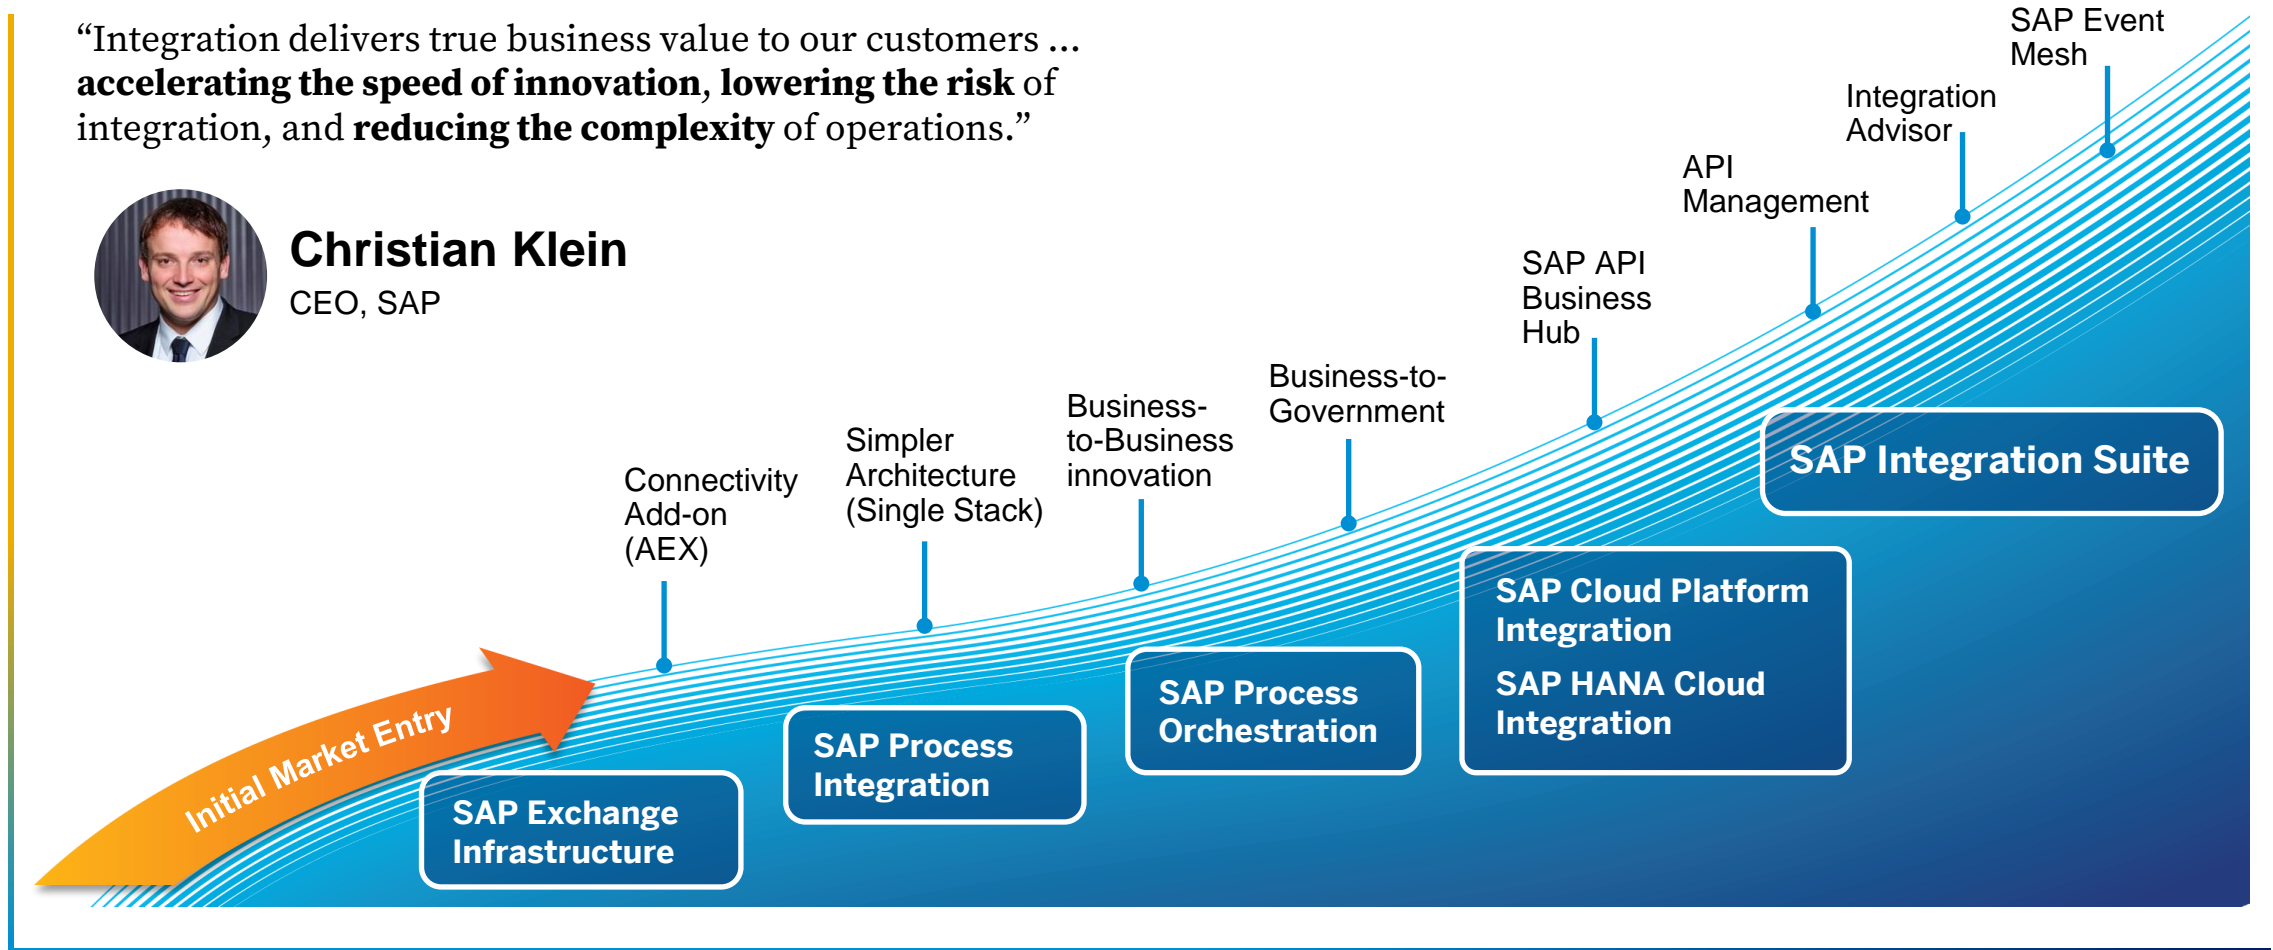 “Integration delivers true business value to our customers ...
accelerating the speed of innovation, lowering the risk of
integration, and reducing the complexity of operations.”
Christian Klein
CEO, SAP
Initial Market Entry
Connectivity
Add-on
(AEX)
Simpler
Architecture
(Single Stack)
Business-
to-Business
innovation
Business-to-
Government
SAP API
Business
Hub
API
Management
Integration
Advisor
SAP Event
Mesh
SAP Exchange
Infrastructure
SAP Process
Integration
SAP Process
Orchestration
SAP Cloud Platform
Integration
SAP HANA Cloud
Integration
SAP Integration Suite